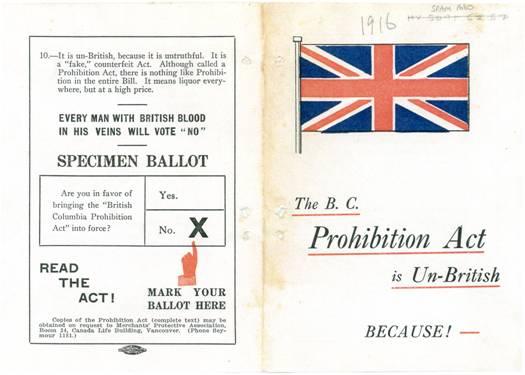 10.—It is un-British, because it is untruthful. It is
a "fake," counterfeit Act. Although called a
Prohibition Act, there is nothing like Prohibi-
tion in the entire Bill. It means liquor every-
where, but at a high price.
EVERY MAN WITH BRITISH BLOOD
IN HIS VEINS WILL VOTE "NO"
SPECIMEN BALLOT
Are you in favor of
bringing the "British
Columbia Prohibition
Act" into force?
Yes.
No. X
READ
THE
ACT!
MARK YOUR
BALLOT HERE
Copies of the Prohibition Act (complete text) may be
obtained on request to Merchants' Protective Association,
Room 24, Canada Life Building, Vancouver. (Phone Sey-
mour 1151.)
1916
The B. C.
Prohibition Act
is Un-British
BECAUSE! —